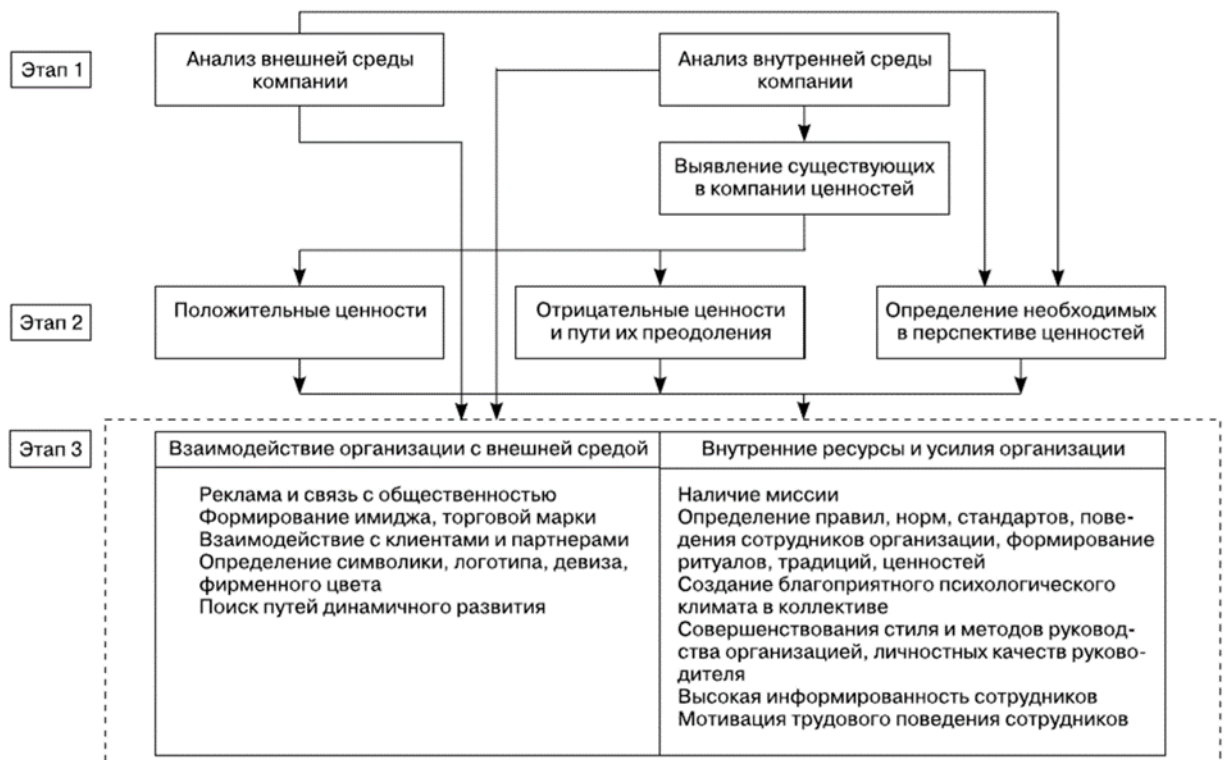 Этап 1
Анализ внешней среды
компании
Анализ внутренней среды
компании
Выявление существующих
в компании ценностей
Этап 2
Положительные ценности
Отрицательные ценности
и пути их преодоления
Определение необходимых
в перспективе ценностей
Этап 3
Взаимодействие организации с внешней средой
Реклама и связь с общественностью
Формирование имиджа, торговой марки
Взаимодействие с клиентами и партнерами
Определение символики, логотипа, девиза,
фирменного цвета
Поиск путей динамичного развития
Внутренние ресурсы и усилия организации
Наличие миссии
Определение правил, норм, стандартов, пове-
дения сотрудников организации, формирование
ритуалов, традиций, ценностей
Создание благоприятного психологического
климата в коллективе
Совершенствования стиля и методов руковод-
ства организацией, личностных качеств руково-
дителя
Высокая информированность сотрудников
Мотивация трудового поведения сотрудников